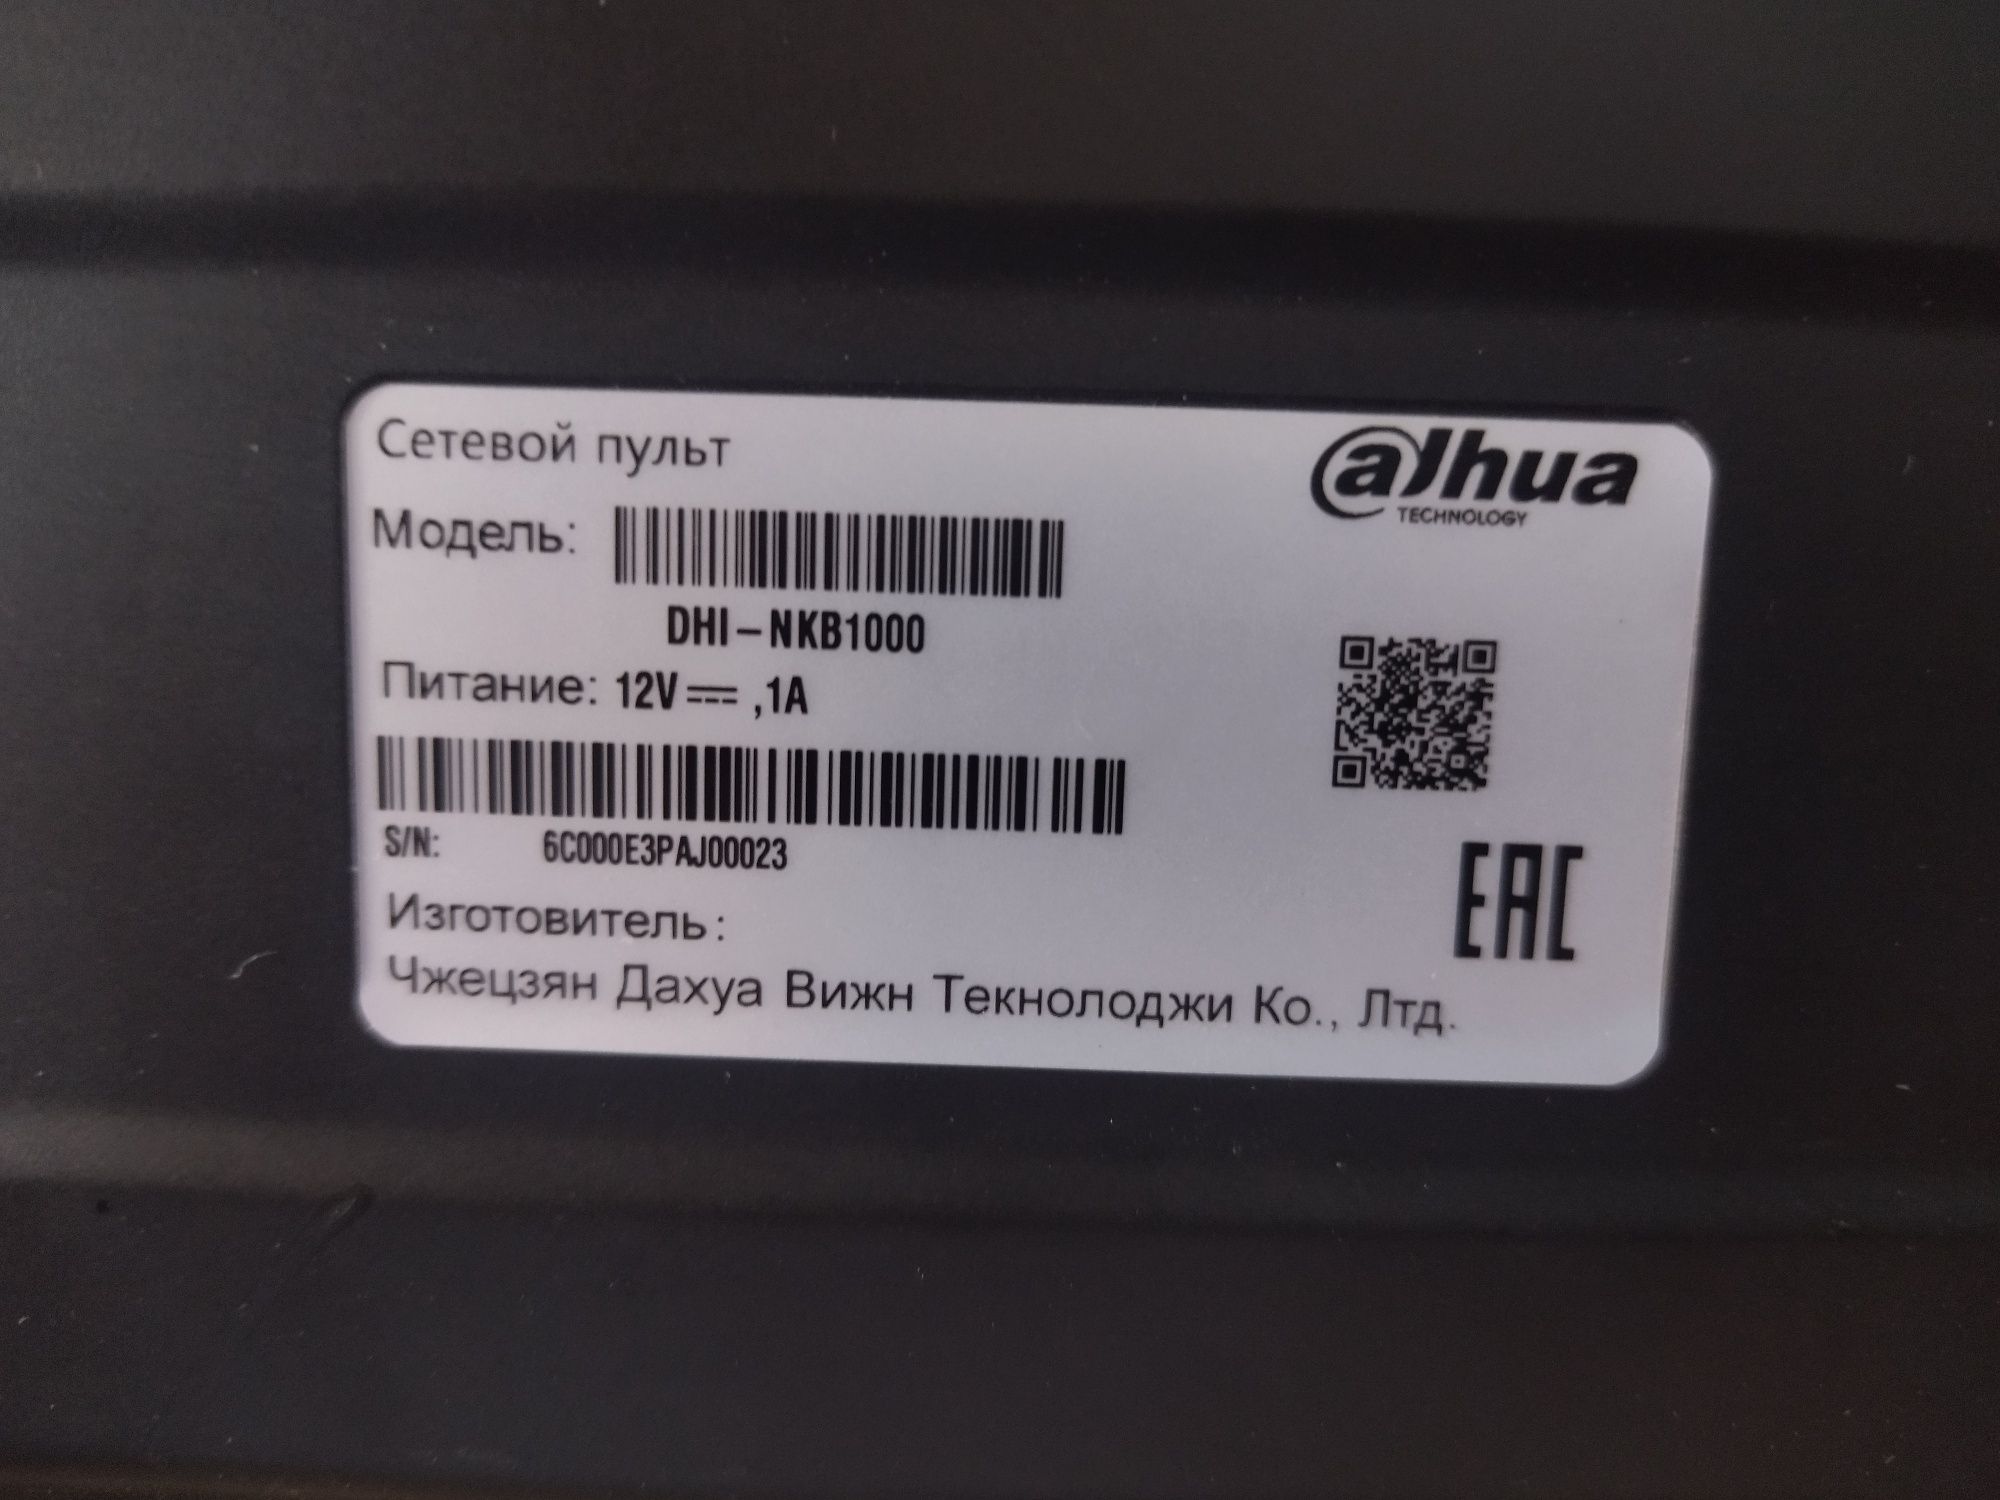 Сетевой пульт
alhua
TECHNOLOGY
Модель:
DHI-NKB1000
Питание: 12V⎓ ,1A
S/N: 6C000E3PAJ00023
EAC
Изготовитель:
Чжецзян Дахуа Вижн Текнолоджи Ко., Лтд.